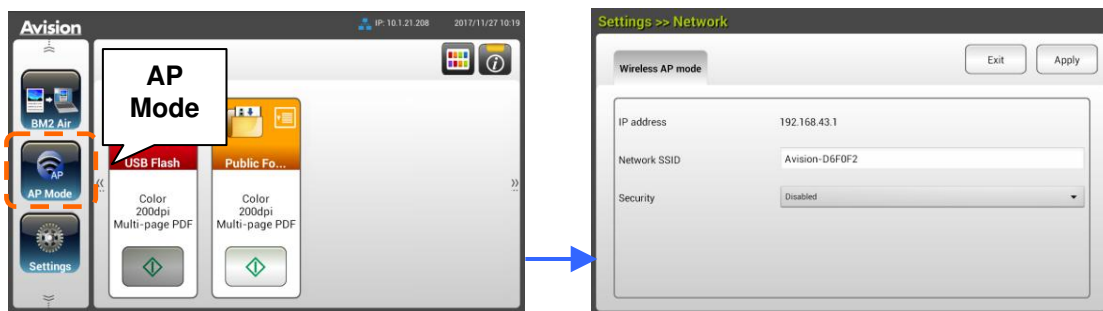 Avision
IP: 10.1.21.208 2017/11/27 10:19
BM2 Air
AP
Mode
AP
AP Mode
Settings
USB Flash
Color
200dpi
Multi-page PDF
Public Fo...
Color
200dpi
Multi-page PDF
Settings >> Network
Wireless AP mode
Exit
Apply
IP address 192.168.43.1
Network SSID Avision-D6F0F2
Security Disabled